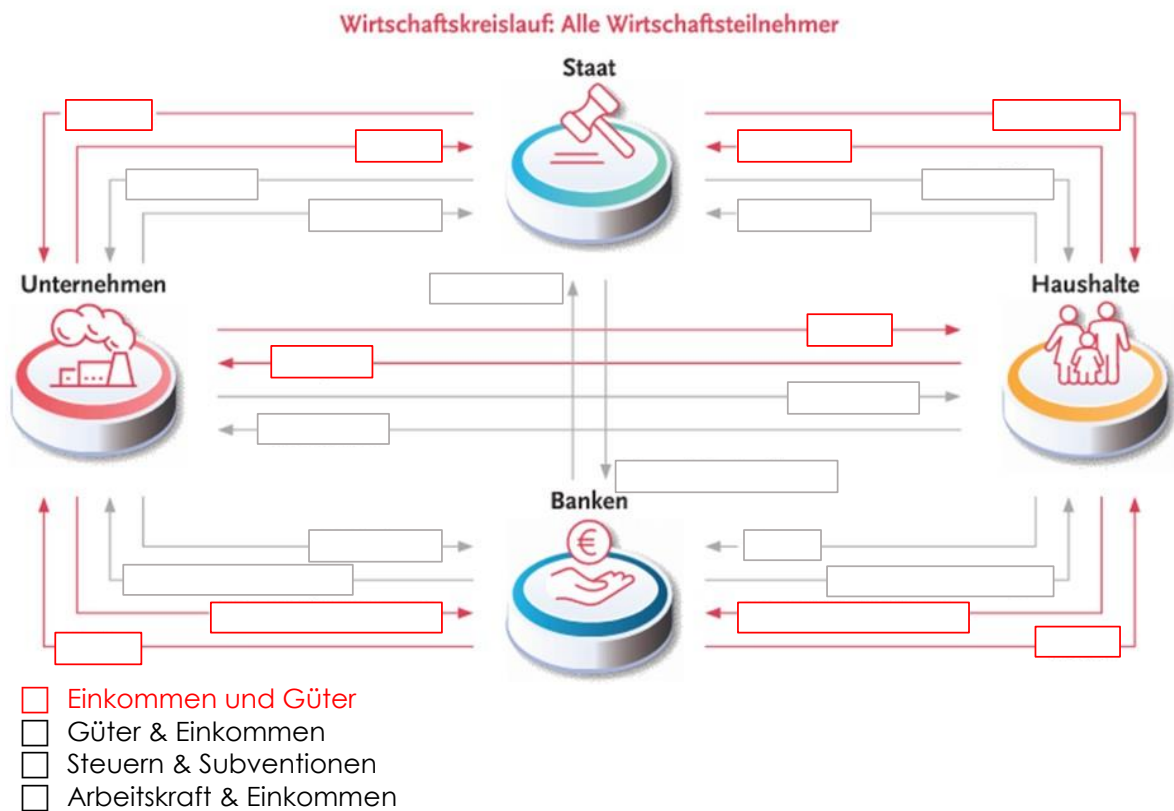 Wirtschaftskreislauf: Alle Wirtschaftsteilnehmer
Staat
Unternehmen
Haushalte
Banken
€
Einkommen und Güter
Güter & Einkommen
Steuern & Subventionen
Arbeitskraft & Einkommen